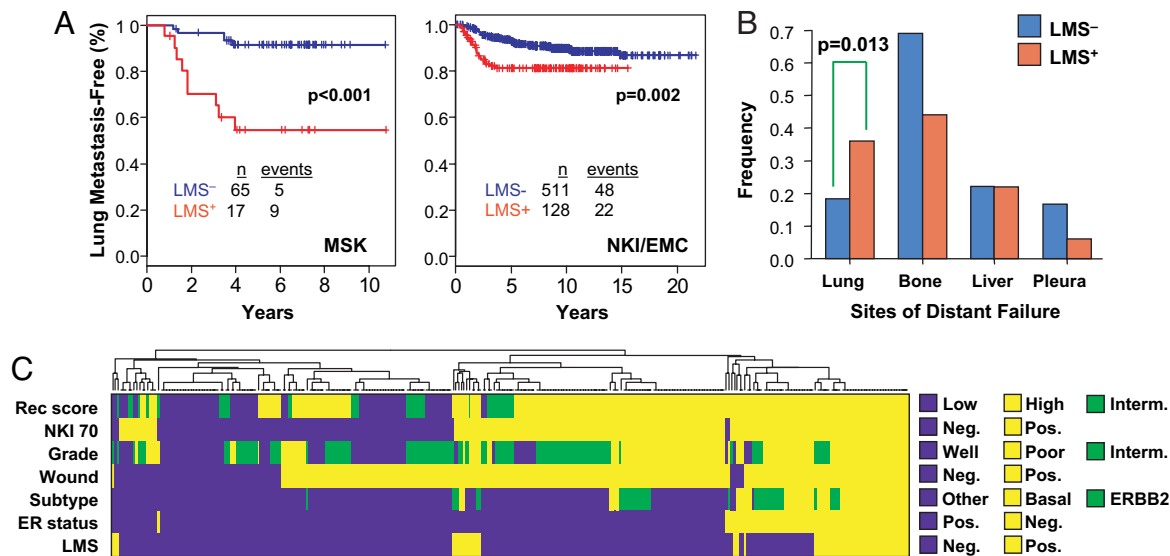 A
Lung Metastasis-Free (%)
1.0
0.8
0.6
0.4
0.2
0.0
p<0.001
n events
LMS⁻ 65 5
LMS⁺ 17 9
MSK
0 2 4 6 8 10
Years
1.0
0.8
0.6
0.4
0.2
0.0
p=0.002
n events
LMS- 511 48
LMS+ 128 22
NKI/EMC
0 5 10 15 20
Years
B
Frequency
0.7
0.6
0.5
0.4
0.3
0.2
0.1
0.0
p=0.013
LMS⁻
LMS⁺
Lung Bone Liver Pleura
Sites of Distant Failure
C
Rec score Low High Interm.
NKI 70 Neg. Pos.
Grade Well Poor Interm.
Wound Neg. Pos.
Subtype Other Basal ERBB2
ER status Pos. Neg.
LMS Neg. Pos.